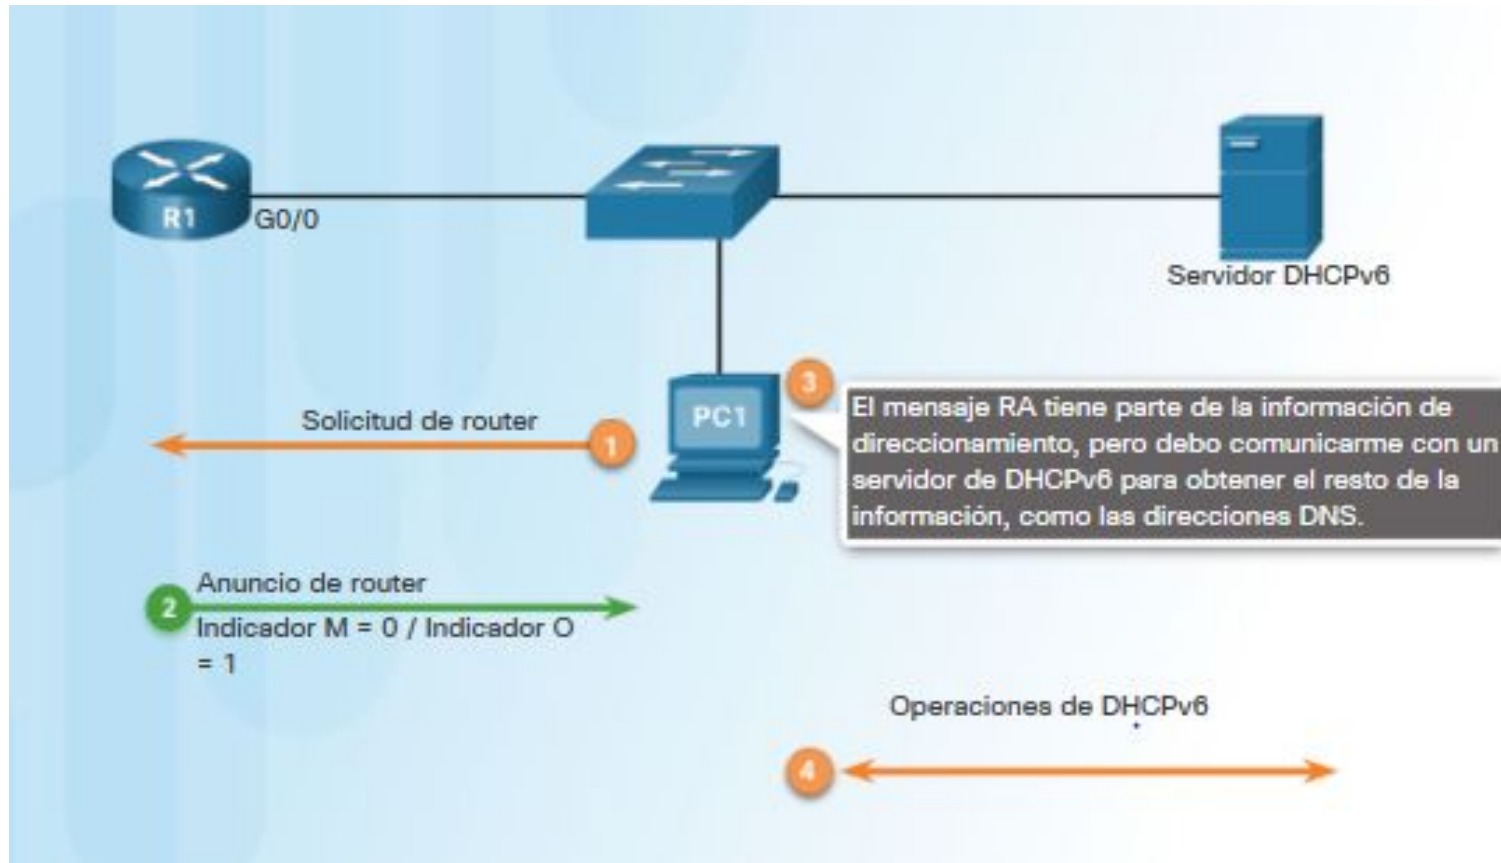 R1
G0/0
Servidor DHCPv6
PC1
3
El mensaje RA tiene parte de la información de
direccionamiento, pero debo comunicarme con un
servidor de DHCPv6 para obtener el resto de la
información, como las direcciones DNS.
Solicitud de router
1
Anuncio de router
2
Indicador M = 0 / Indicador O
= 1
Operaciones de DHCPv6
4